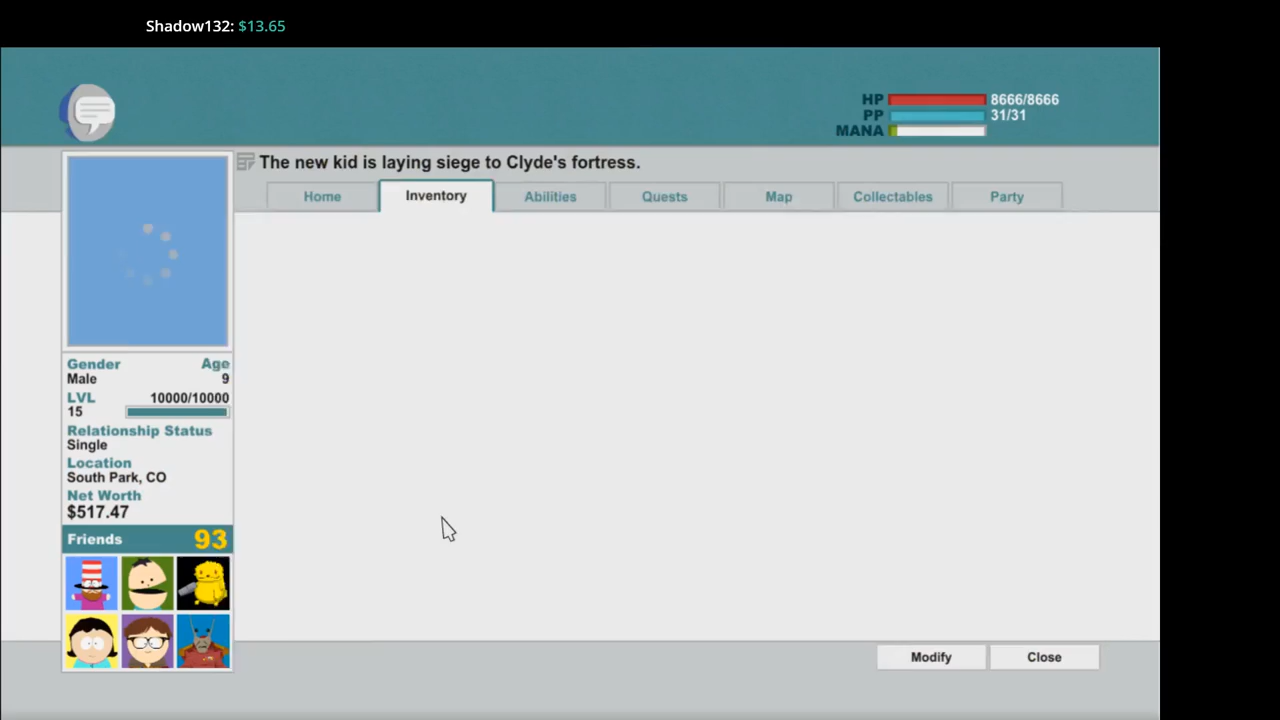 Shadow132: $13.65
HP 8666/8666
PP 31/31
MANA
The new kid is laying siege to Clyde's fortress.
Home Inventory Abilities Quests Map Collectables Party
Gender Age
Male 9
LVL 10000/10000
15
Relationship Status
Single
Location
South Park, CO
Net Worth
$517.47
Friends 93
Modify Close